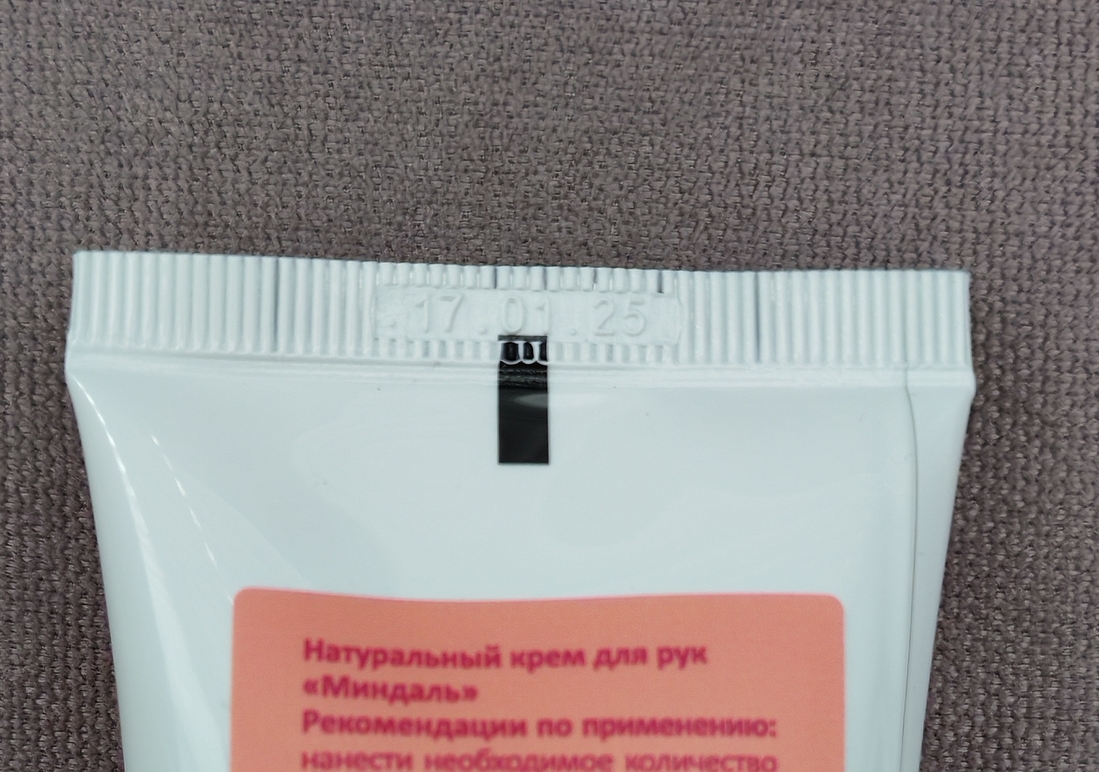 17.01.25
Натуральный крем для рук
«Миндаль»
Рекомендации по применению:
нанести необходимое количество